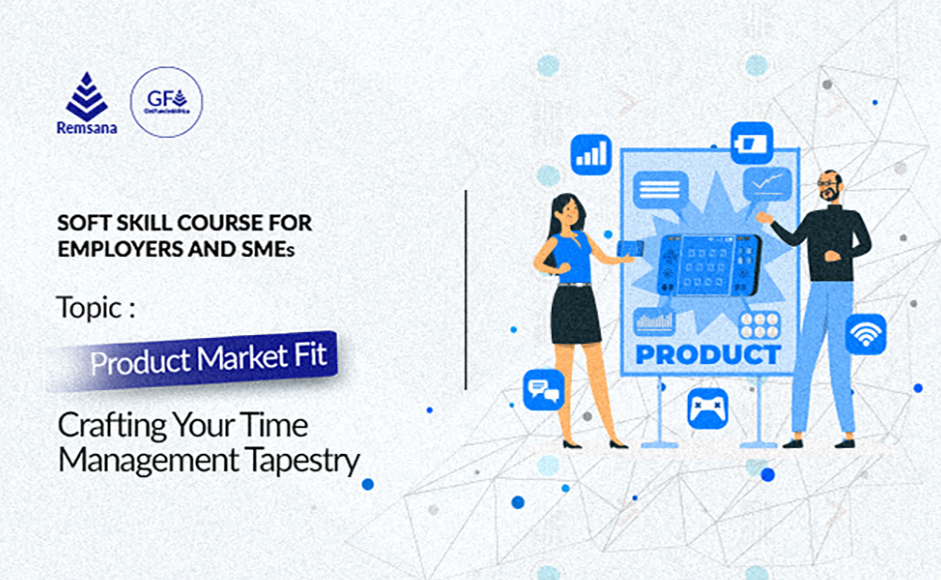 Remsana
GF
SOFT SKILL COURSE FOR
EMPLOYERS AND SMEs
Topic :
Product Market Fit
Crafting Your Time
Management Tapestry
PRODUCT